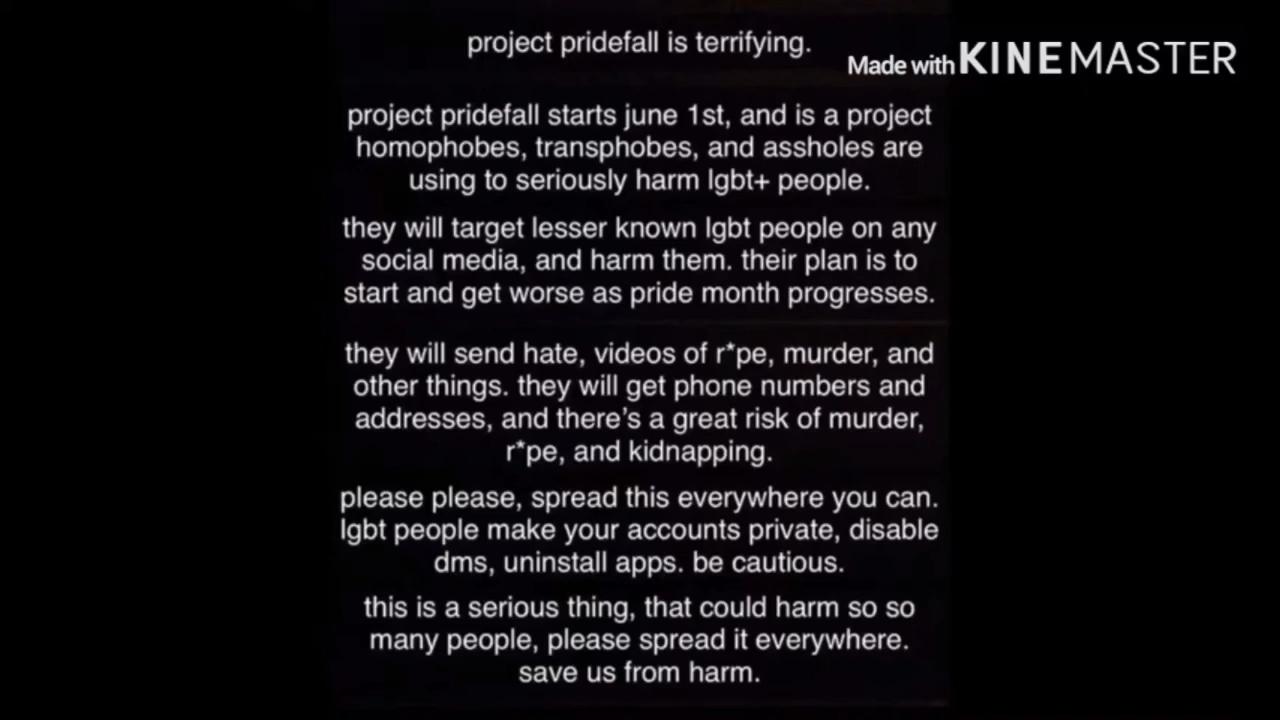 project pridefall is terrifying.
Made with KINEMASTER
project pridefall starts june 1st, and is a project
homophobes, transphobes, and assholes are
using to seriously harm lgbt+ people.
they will target lesser known lgbt people on any
social media, and harm them. their plan is to
start and get worse as pride month progresses.
they will send hate, videos of r*pe, murder, and
other things. they will get phone numbers and
addresses, and there's a great risk of murder,
r*pe, and kidnapping.
please please, spread this everywhere you can.
lgbt people make your accounts private, disable
dms, uninstall apps. be cautious.
this is a serious thing, that could harm so so
many people, please spread it everywhere.
save us from harm.